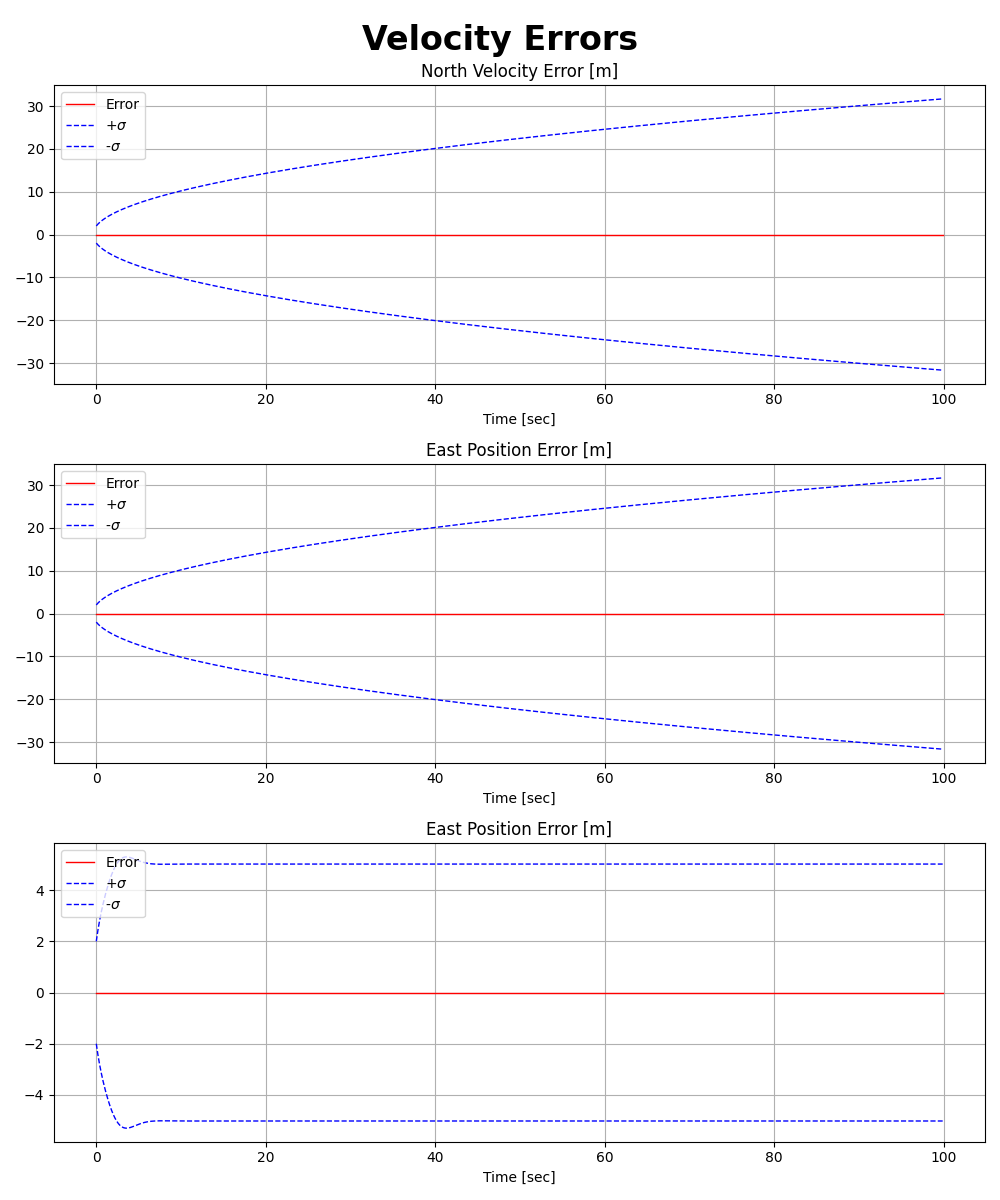 Velocity Errors
North Velocity Error [m]
Error
+σ
-σ
30
20
10
0
−10
−20
−30
0 20 40 60 80 100
Time [sec]
East Position Error [m]
Error
+σ
-σ
30
20
10
0
−10
−20
−30
0 20 40 60 80 100
Time [sec]
East Position Error [m]
Error
+σ
-σ
4
2
0
−2
−4
0 20 40 60 80 100
Time [sec]